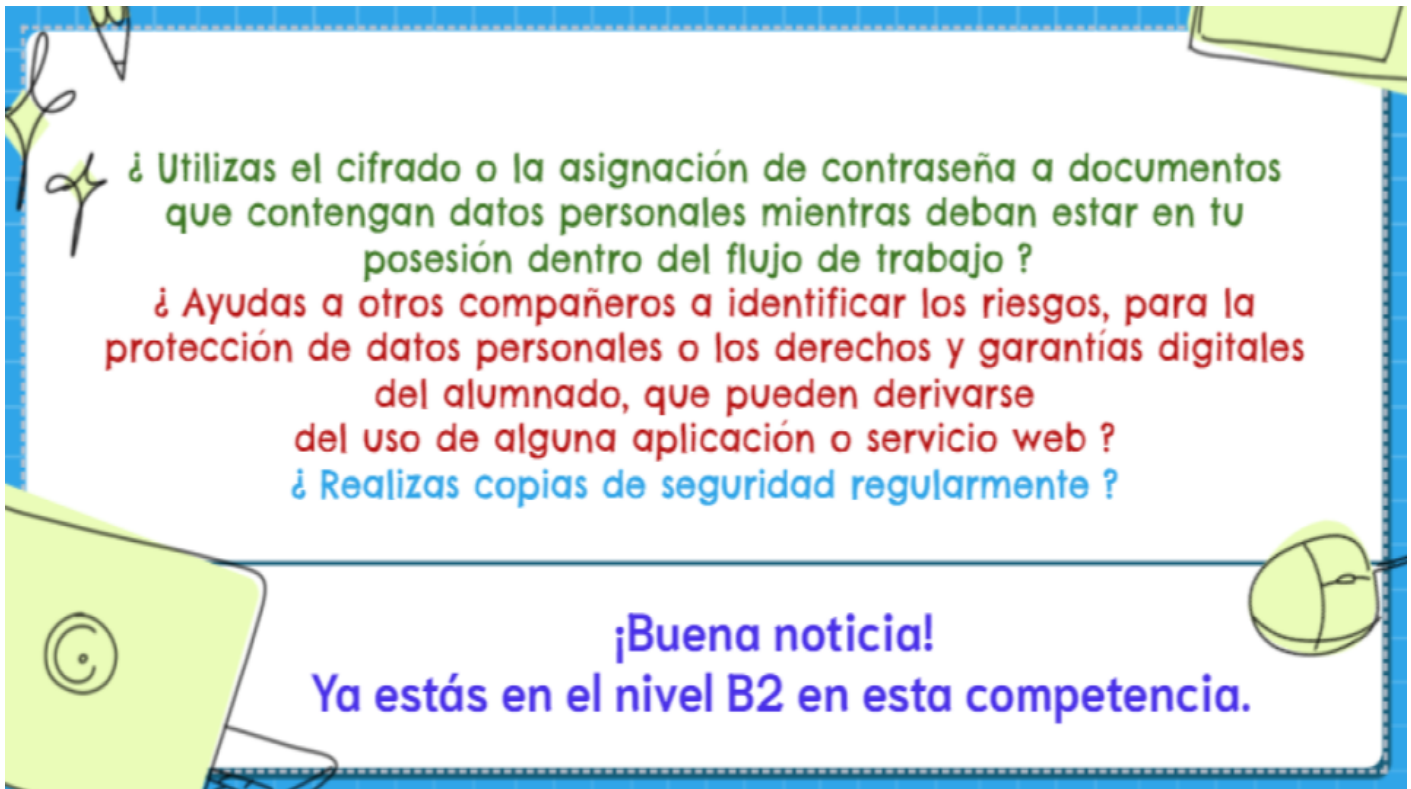 ¿ Utilizas el cifrado o la asignación de contraseña a documentos
que contengan datos personales mientras deban estar en tu
posesión dentro del flujo de trabajo ?
¿ Ayudas a otros compañeros a identificar los riesgos, para la
protección de datos personales o los derechos y garantías digitales
del alumnado, que pueden derivarse
del uso de alguna aplicación o servicio web ?
¿ Realizas copias de seguridad regularmente ?
¡Buena noticia!
Ya estás en el nivel B2 en esta competencia.